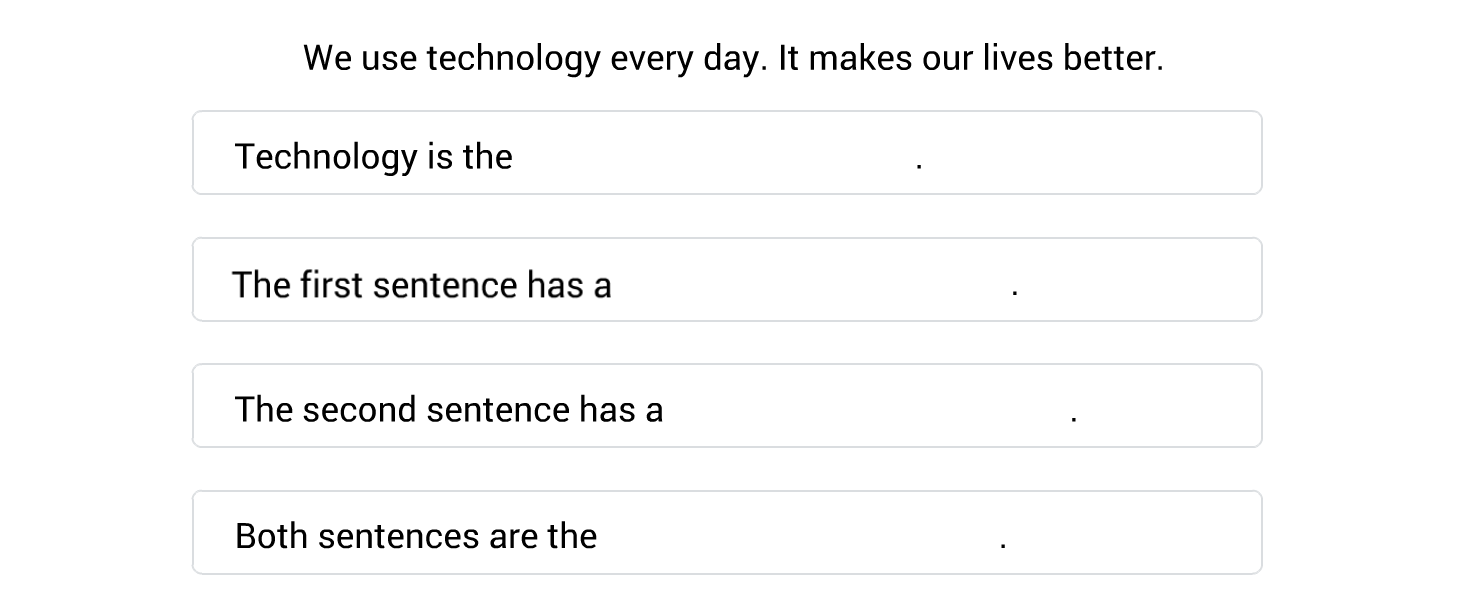 We use technology every day. It makes our lives better.
Technology is the .
The first sentence has a .
The second sentence has a .
Both sentences are the .